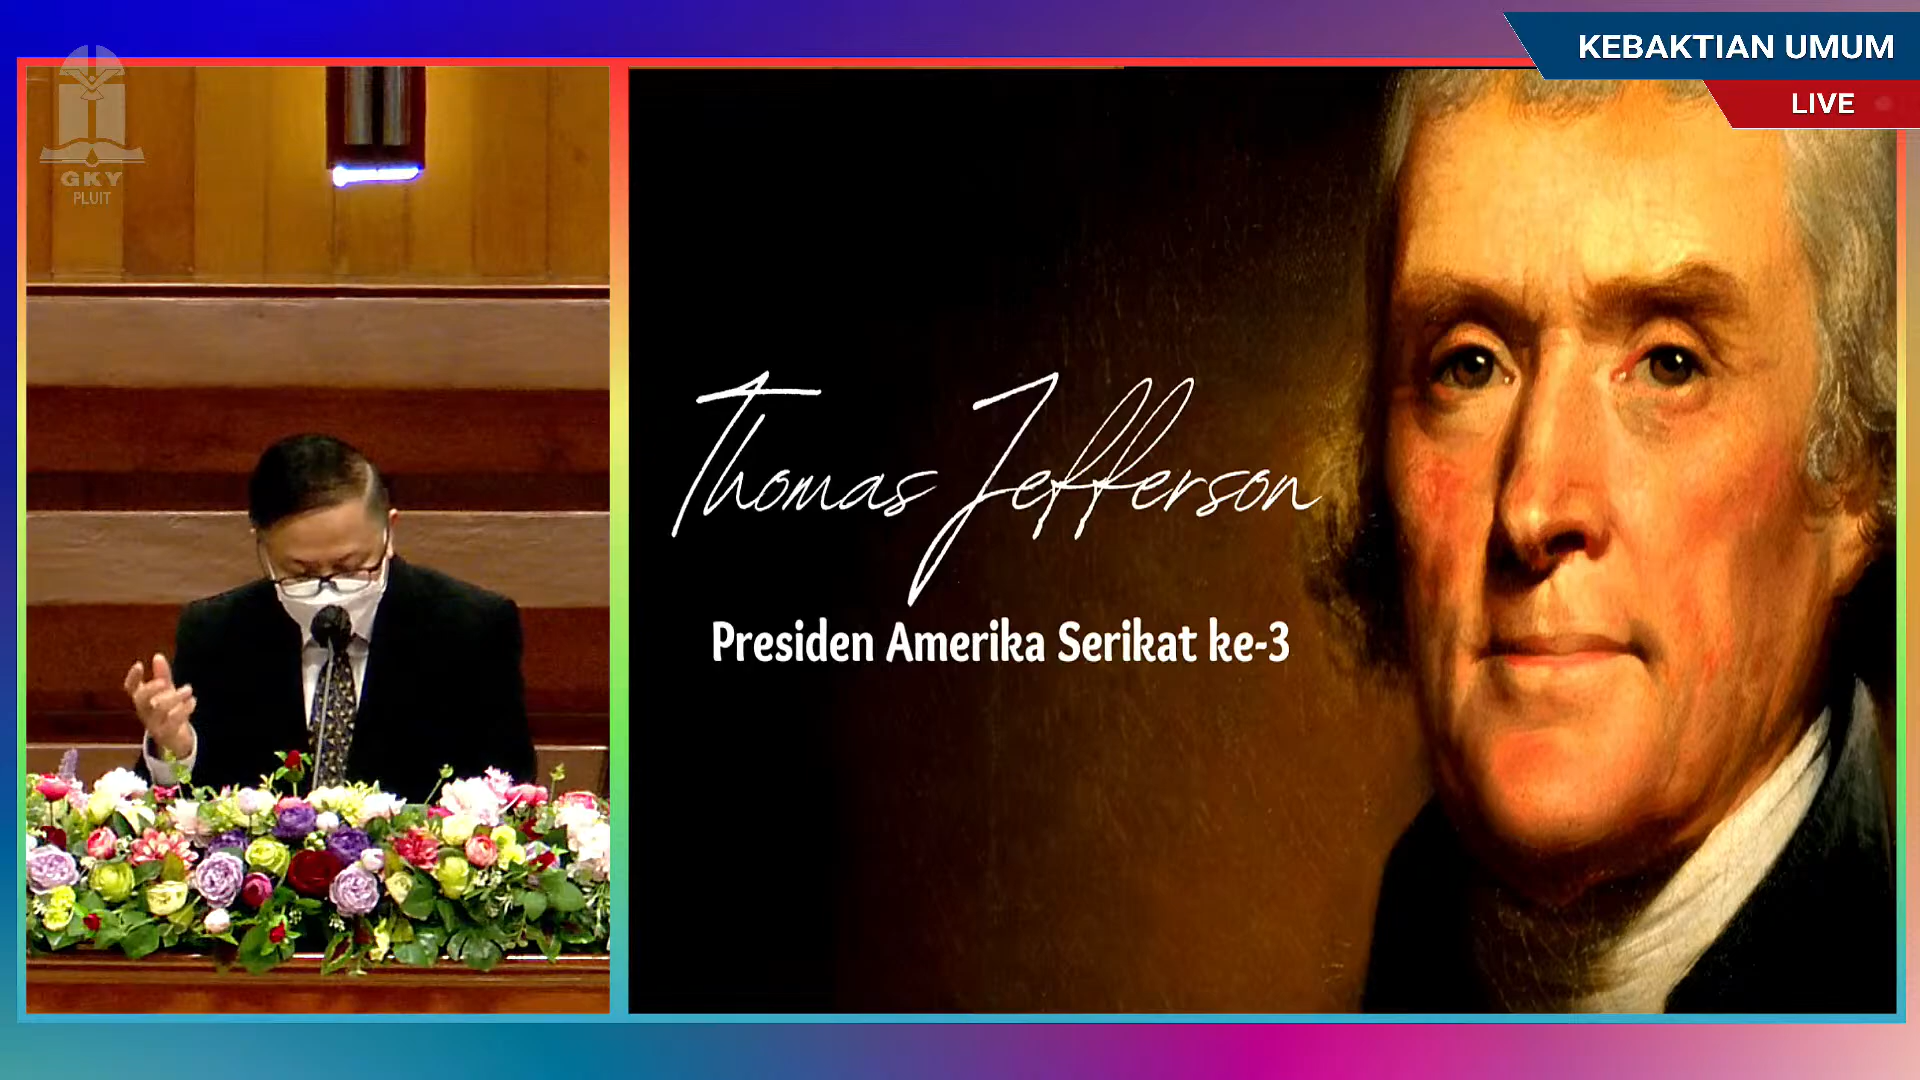 KEBAKTIAN UMUM
LIVE
GKY
PLUIT
Thomas Jefferson
Presiden Amerika Serikat ke-3